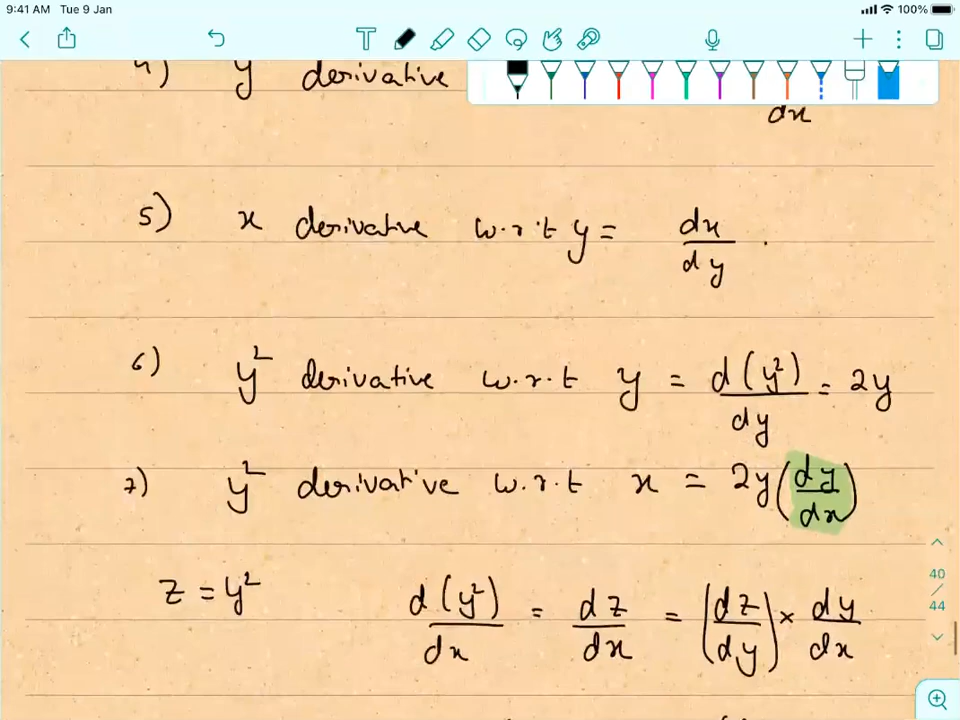 9:41 AM Tue 9 Jan 100%
4) y derivative
dx
5) x derivative w.r.t y = dx/dy .
6) y² derivative w.r.t y = d(y²)/dy = 2y
7) y² derivative w.r.t x = 2y(dy/dx)
z = y² d(y²)/dx = dz/dx = (dz/dy) × dy/dx
40
/
44